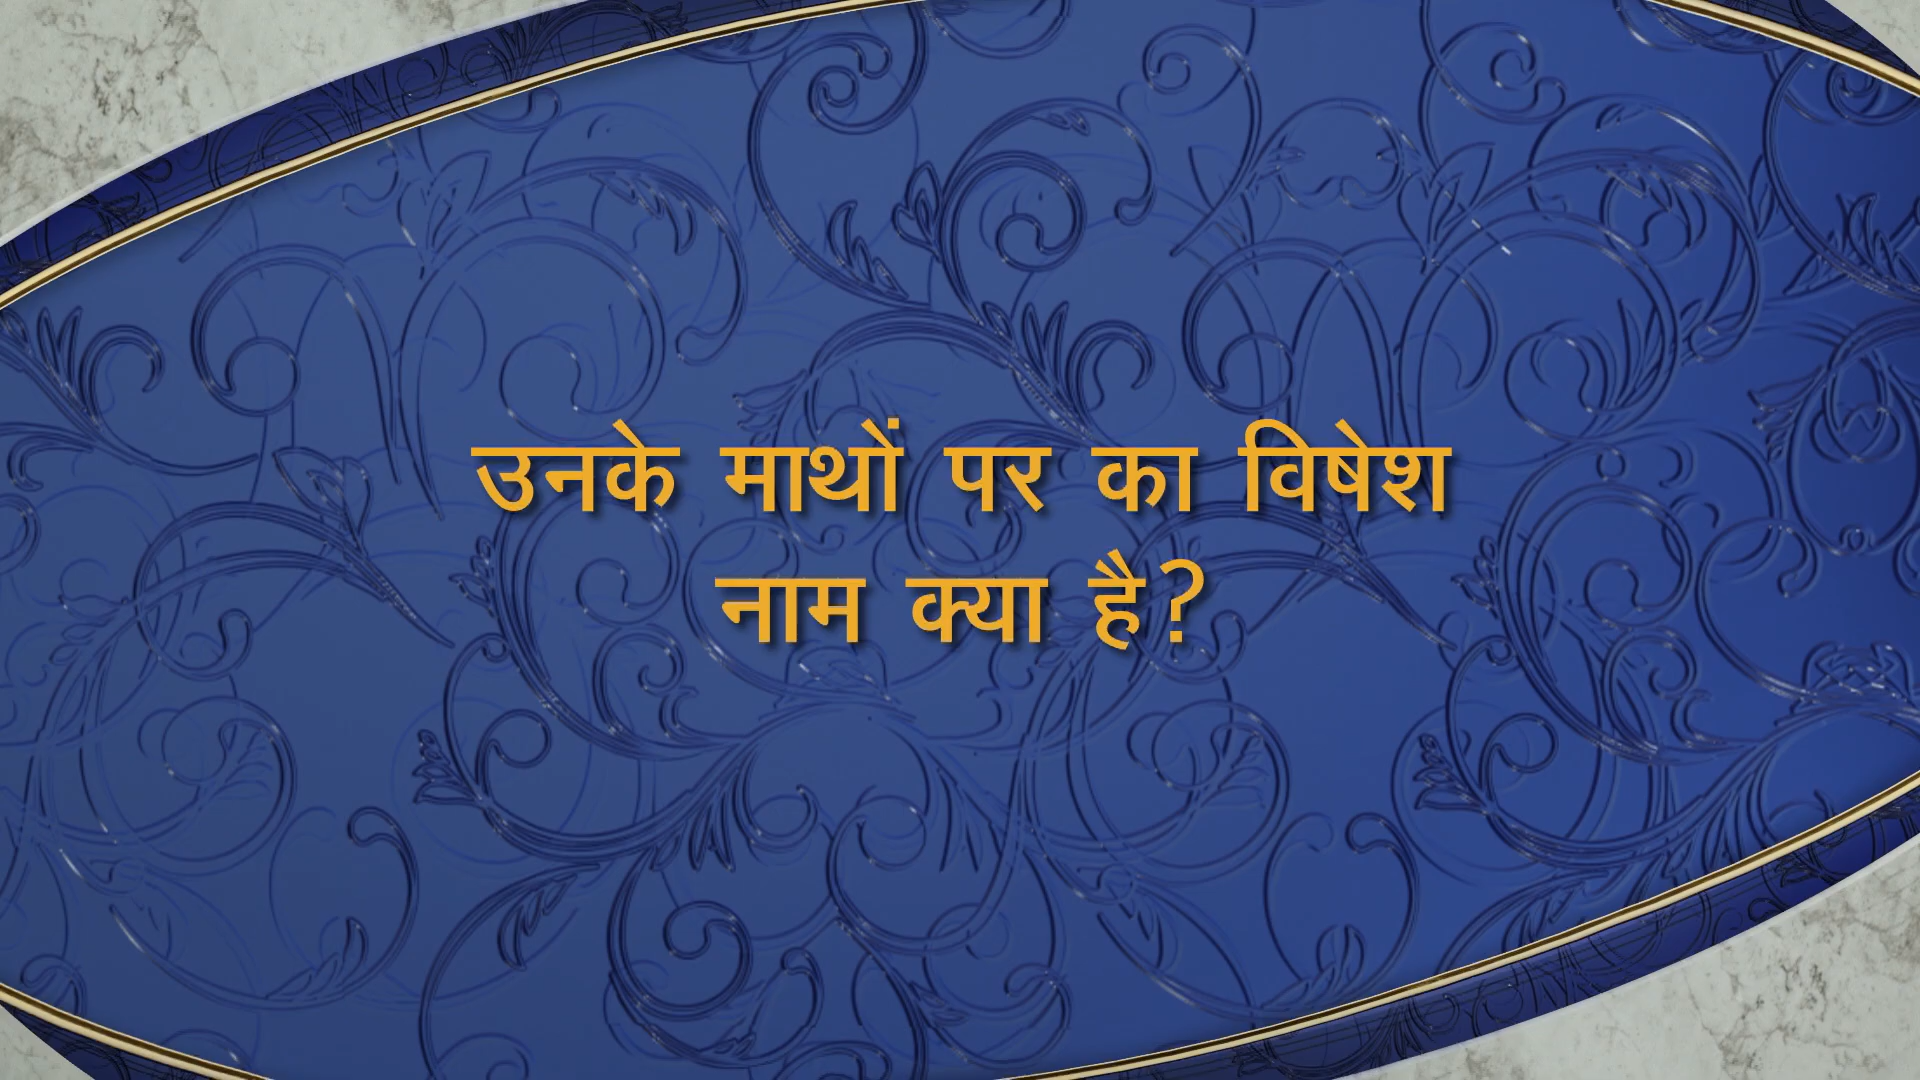 उनके माथों पर का विषेश
नाम क्या है?